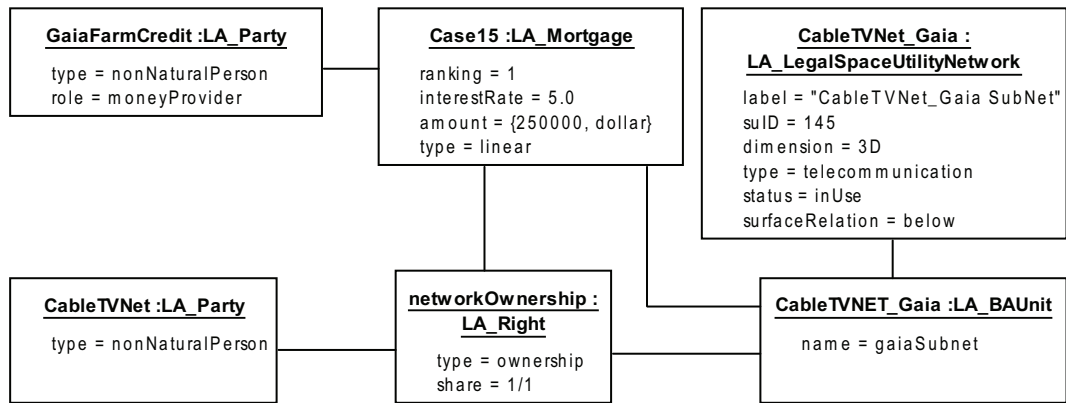 GaiaFarmCredit :LA_Party
type = nonNaturalPerson
role = moneyProvider
Case15 :LA_Mortgage
ranking = 1
interestRate = 5.0
amount = {250000, dollar}
type = linear
CableTVNet_Gaia :
LA_LegalSpaceUtilityNetwork
label = "CableTVNet_Gaia SubNet"
suID = 145
dimension = 3D
type = telecommunication
status = inUse
surfaceRelation = below
CableTVNet :LA_Party
type = nonNaturalPerson
networkOwnership :
LA_Right
type = ownership
share = 1/1
CableTVNET_Gaia :LA_BAUnit
name = gaiaSubnet